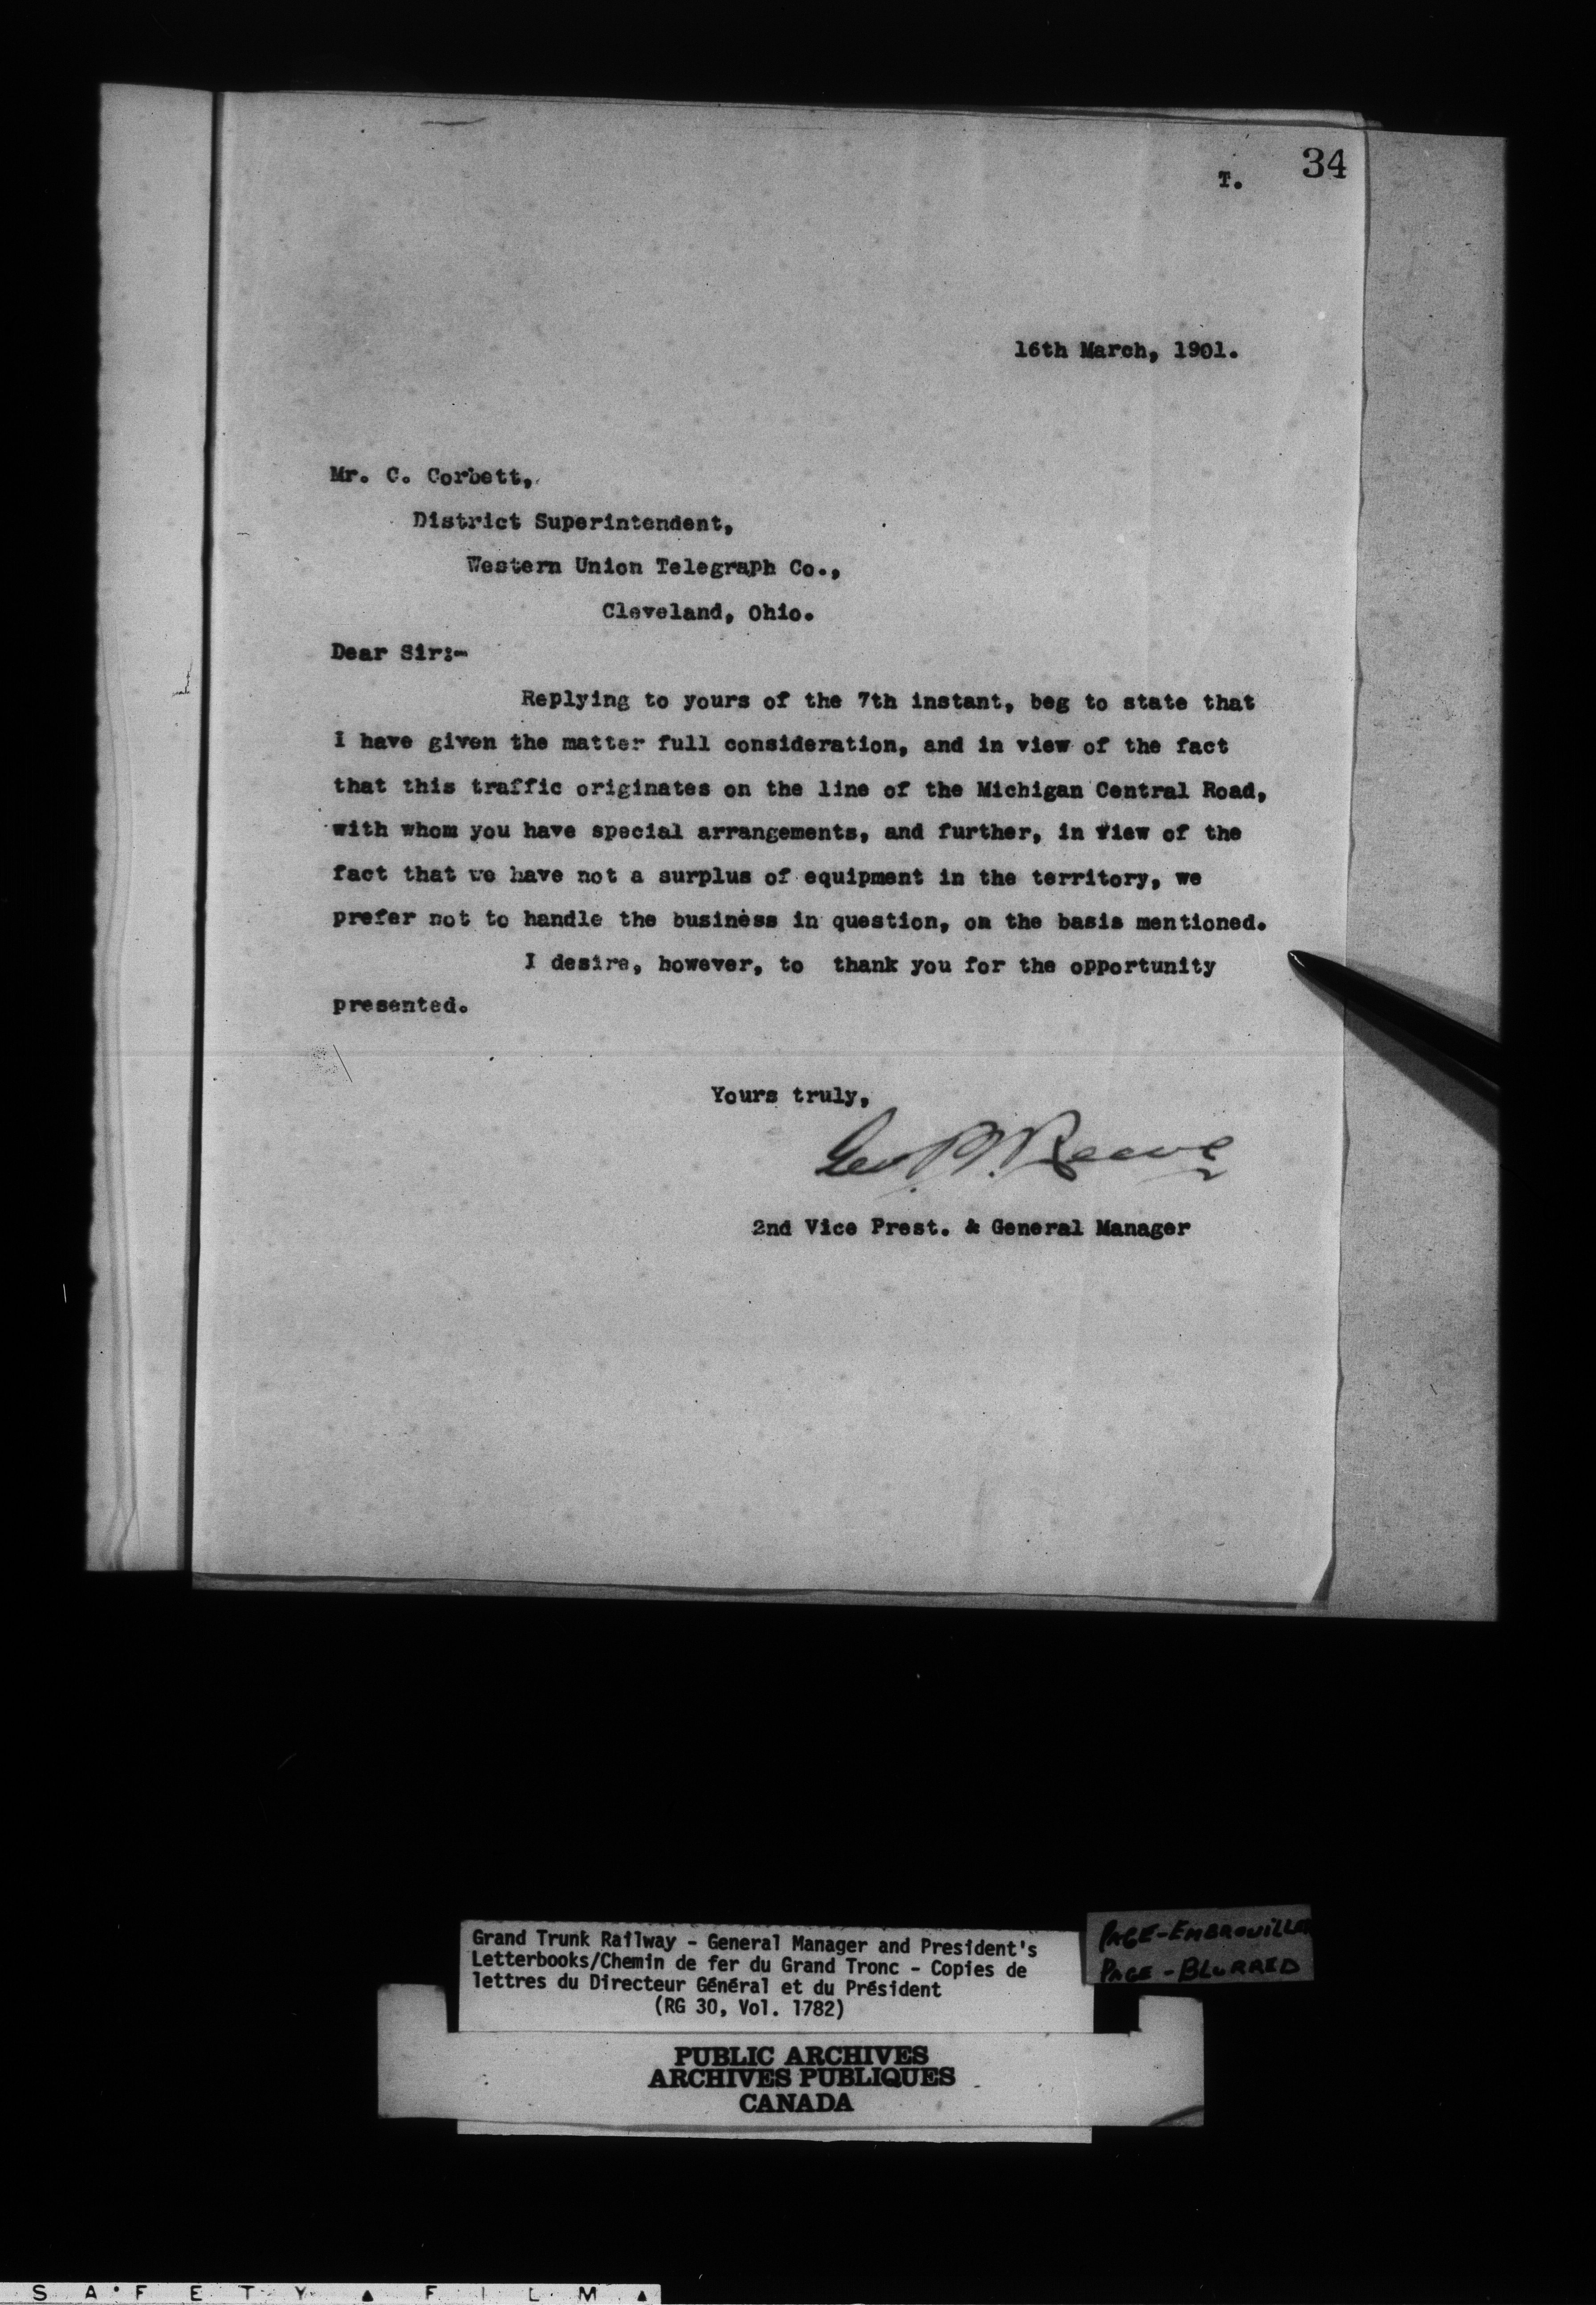 T. 34
16th March, 1901.
Mr. C. Corbett,
District Superintendent,
Western Union Telegraph Co.,
Cleveland, Ohio.
Dear Sir:-
Replying to yours of the 7th instant, beg to state that
I have given the matter full consideration, and in view of the fact
that this traffic originates on the line of the Michigan Central Road,
with whom you have special arrangements, and further, in view of the
fact that we have not a surplus of equipment in the territory, we
prefer not to handle the business in question, on the basis mentioned.
I desire, however, to thank you for the opportunity
presented.
Yours truly,
Geo. B. Reeve
2nd Vice Prest. & General Manager
Grand Trunk Railway - General Manager and President's
Letterbooks/Chemin de fer du Grand Tronc - Copies de
lettres du Directeur Général et du Président
(RG 30, Vol. 1782)
PAGE-EMBROUILLE
PAGE-BLURRED
PUBLIC ARCHIVES
ARCHIVES PUBLIQUES
CANADA
SAFETY FILM